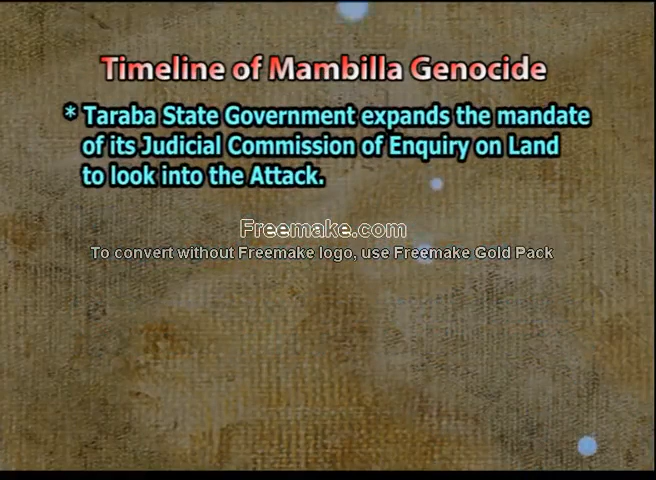 Timeline of Mambilla Genocide
* Taraba State Government expands the mandate
of its Judicial Commission of Enquiry on Land
to look into the Attack.
Freemake.com
To convert without Freemake logo, use Freemake Gold Pack